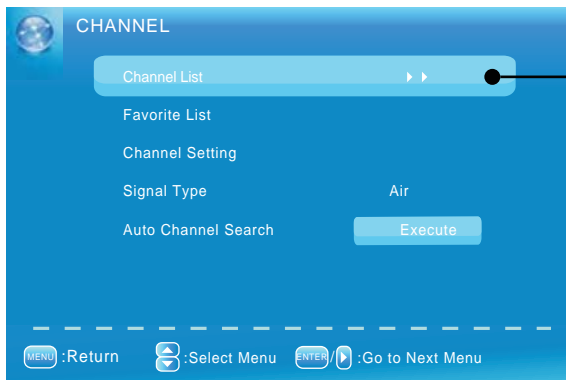 CHANNEL
Channel List
Favorite List
Channel Setting
Signal Type Air
Auto Channel Search Execute
MENU :Return :Select Menu ENTER / :Go to Next Menu